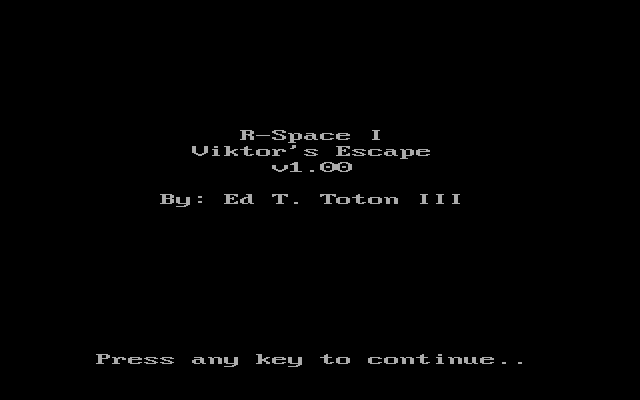 R-Space I
Viktor's Escape
v1.00
By: Ed T. Toton III
Press any key to continue..